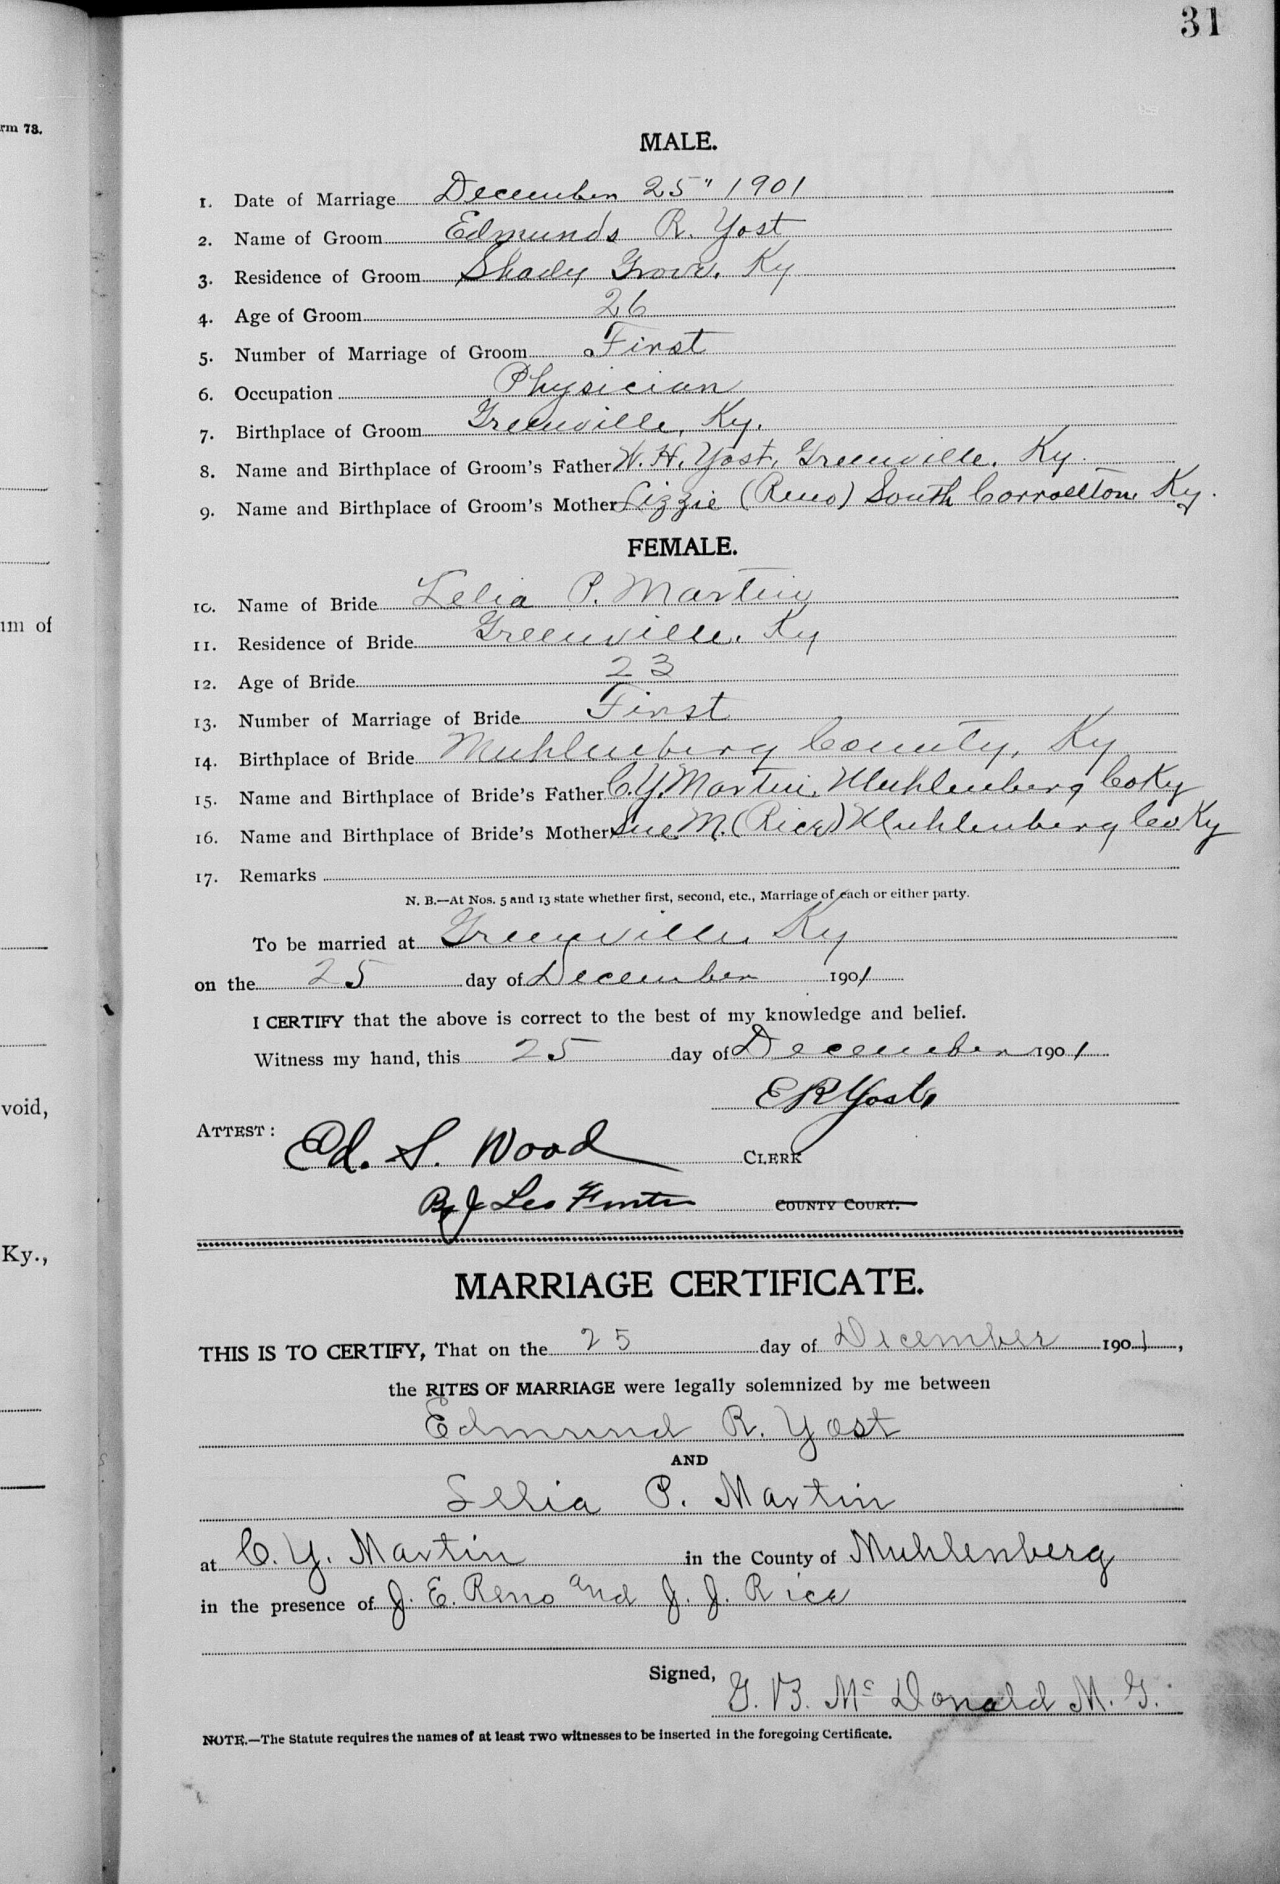 31
rm 73.
MALE.
1. Date of Marriage December 25" 1901
2. Name of Groom Edmunds R. Yost
3. Residence of Groom Shady Grove, Ky
4. Age of Groom 26
5. Number of Marriage of Groom First
6. Occupation Physician
7. Birthplace of Groom Greenville, Ky.
8. Name and Birthplace of Groom's Father W. H. Yost, Greenville, Ky.
9. Name and Birthplace of Groom's Mother Lizzie (Reno) South Carrollton, Ky.
FEMALE.
10. Name of Bride Lelia P. Martin
um of
11. Residence of Bride Greenville, Ky
12. Age of Bride 23
13. Number of Marriage of Bride First
14. Birthplace of Bride Muhlenberg County, Ky
15. Name and Birthplace of Bride's Father C.Y. Martin, Muhlenberg Co Ky
16. Name and Birthplace of Bride's Mother Sue M. (Rice) Muhlenberg Co Ky
17. Remarks
N. B.—At Nos. 5 and 13 state whether first, second, etc., Marriage of each or either party.
To be married at Greenville, Ky
on the 25 day of December 1901
I CERTIFY that the above is correct to the best of my knowledge and belief.
Witness my hand, this 25 day of December 1901
void,
E R Yost,
ATTEST:
Ed. S. Wood CLERK
By J Leo COUNTY COURT.
Ky.,
MARRIAGE CERTIFICATE.
THIS IS TO CERTIFY, That on the 25 day of December 1901,
the RITES OF MARRIAGE were legally solemnized by me between
Edmund R. Yost
AND
Lelia P. Martin
at C. Y. Martin in the County of Muhlenberg
in the presence of J. E. Reno and J. J. Rice
Signed, G. B. McDonald M. G.
NOTE.—The Statute requires the names of at least TWO witnesses to be inserted in the foregoing Certificate.